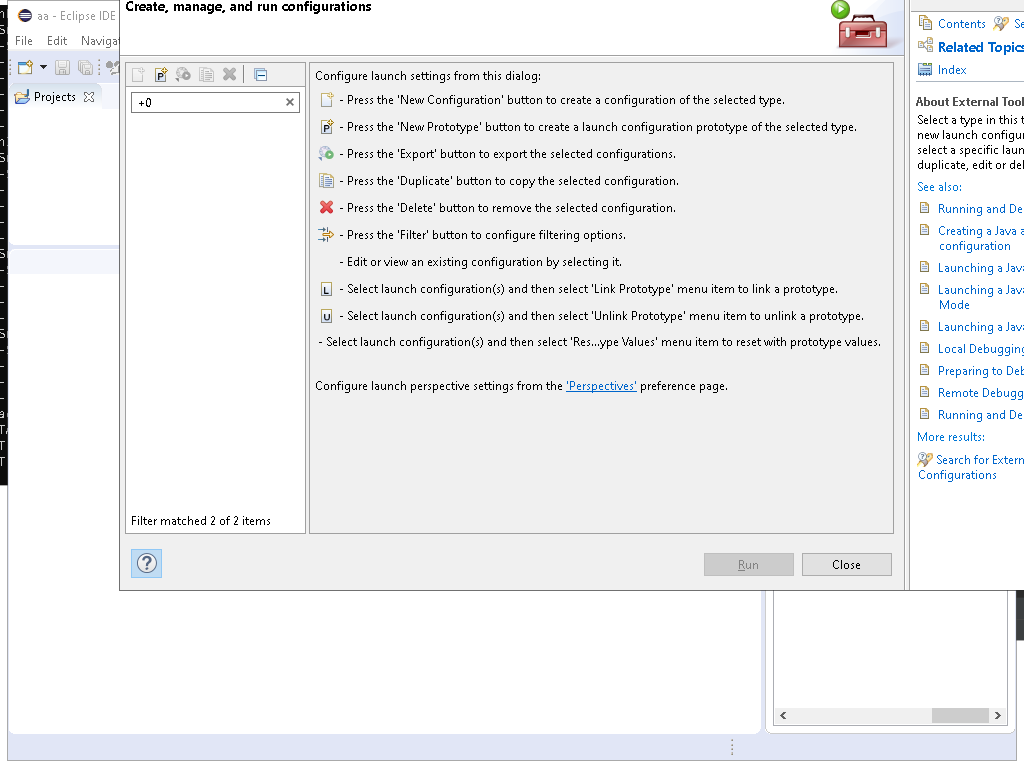 aa - Eclipse IDE
File Edit Naviga
Projects
Create, manage, and run configurations
P
+0
Filter matched 2 of 2 items
Configure launch settings from this dialog:
- Press the 'New Configuration' button to create a configuration of the selected type.
P - Press the 'New Prototype' button to create a launch configuration prototype of the selected type.
- Press the 'Export' button to export the selected configurations.
- Press the 'Duplicate' button to copy the selected configuration.
- Press the 'Delete' button to remove the selected configuration.
- Press the 'Filter' button to configure filtering options.
- Edit or view an existing configuration by selecting it.
L - Select launch configuration(s) and then select 'Link Prototype' menu item to link a prototype.
U - Select launch configuration(s) and then select 'Unlink Prototype' menu item to unlink a prototype.
- Select launch configuration(s) and then select 'Res...ype Values' menu item to reset with prototype values.
Configure launch perspective settings from the 'Perspectives' preference page.
?
Run Close
Contents Se
Related Topics
Index
About External Tool
Select a type in this t
new launch configu
select a specific laun
duplicate, edit or del
See also:
Running and De
Creating a Java a
configuration
Launching a Java
Launching a Java
Mode
Launching a Java
Local Debugging
Preparing to Deb
Remote Debugg
Running and De
More results:
Search for Extern
Configurations